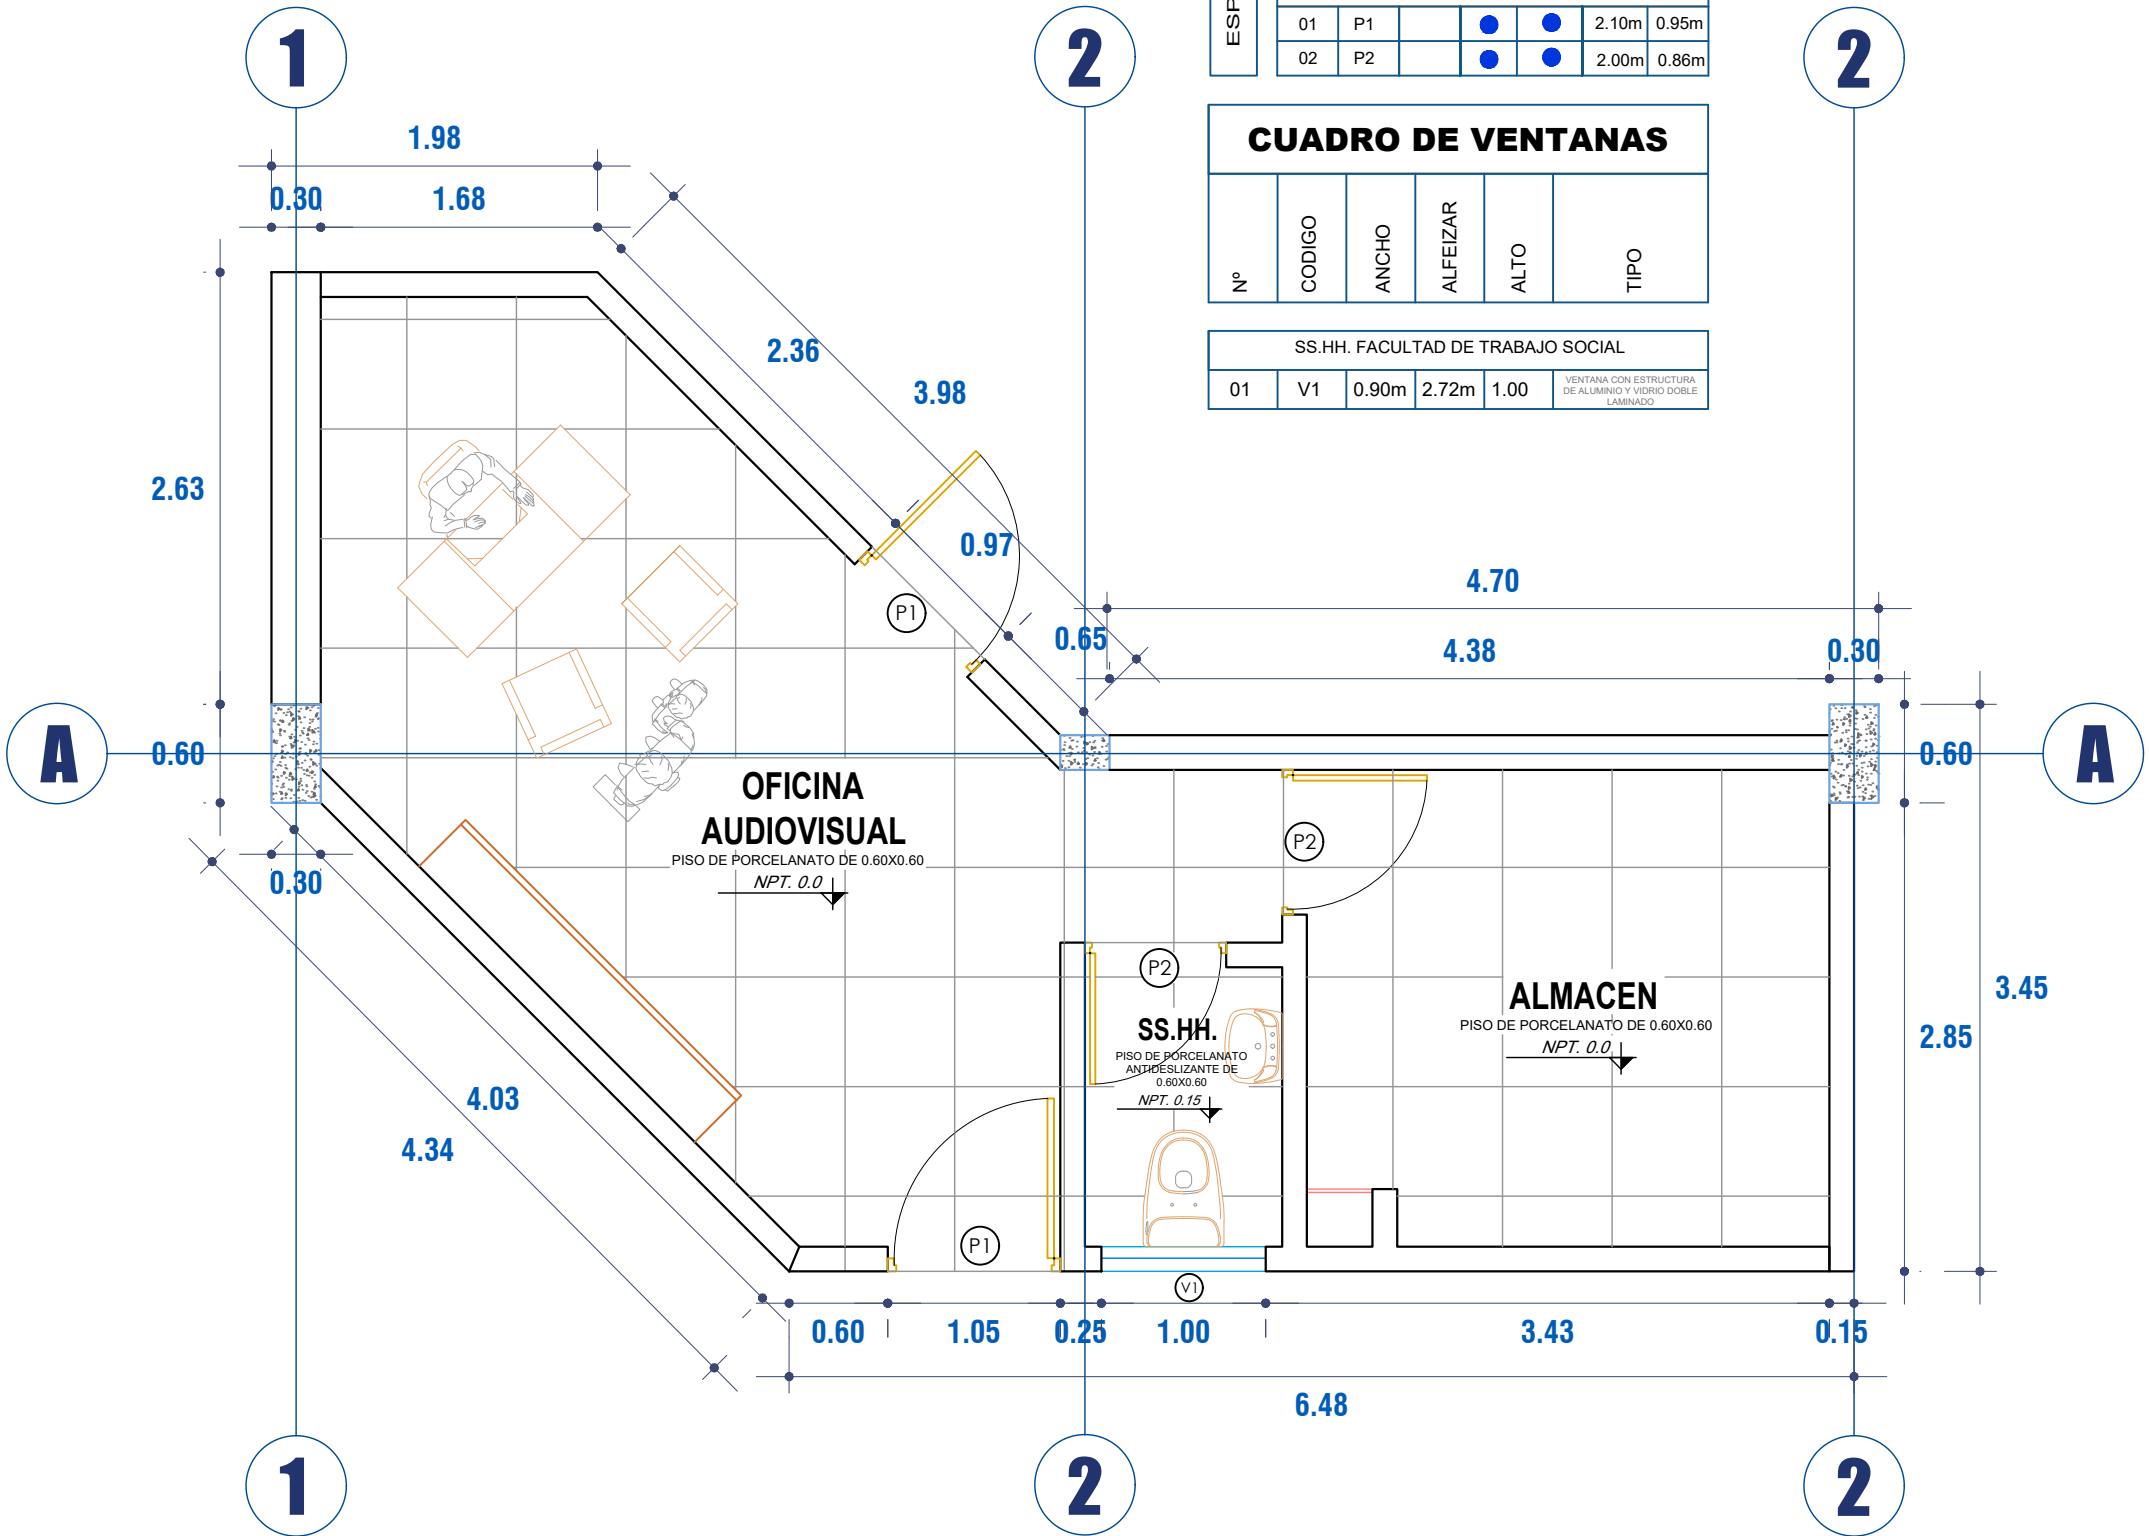 1
2
2
ESP
01 P1 2.10m 0.95m
02 P2 2.00m 0.86m
CUADRO DE VENTANAS
Nº CODIGO ANCHO ALFEIZAR ALTO TIPO
SS.HH. FACULTAD DE TRABAJO SOCIAL
01 V1 0.90m 2.72m 1.00 VENTANA CON ESTRUCTURA
DE ALUMINIO Y VIDRIO DOBLE
LAMINADO
1.98
0.30 1.68
2.36
3.98
2.63
0.97
4.70
P1
0.65 4.38 0.30
A 0.60 0.60 A
OFICINA
AUDIOVISUAL
PISO DE PORCELANATO DE 0.60X0.60
NPT. 0.0
0.30
P2
P2
SS.HH.
PISO DE PORCELANATO
ANTIDESLIZANTE DE
0.60X0.60
NPT. 0.15
ALMACEN
PISO DE PORCELANATO DE 0.60X0.60
NPT. 0.0
3.45
2.85
4.03
4.34
P1
V1
0.60 1.05 0.25 1.00 3.43 0.15
6.48
1
2
2